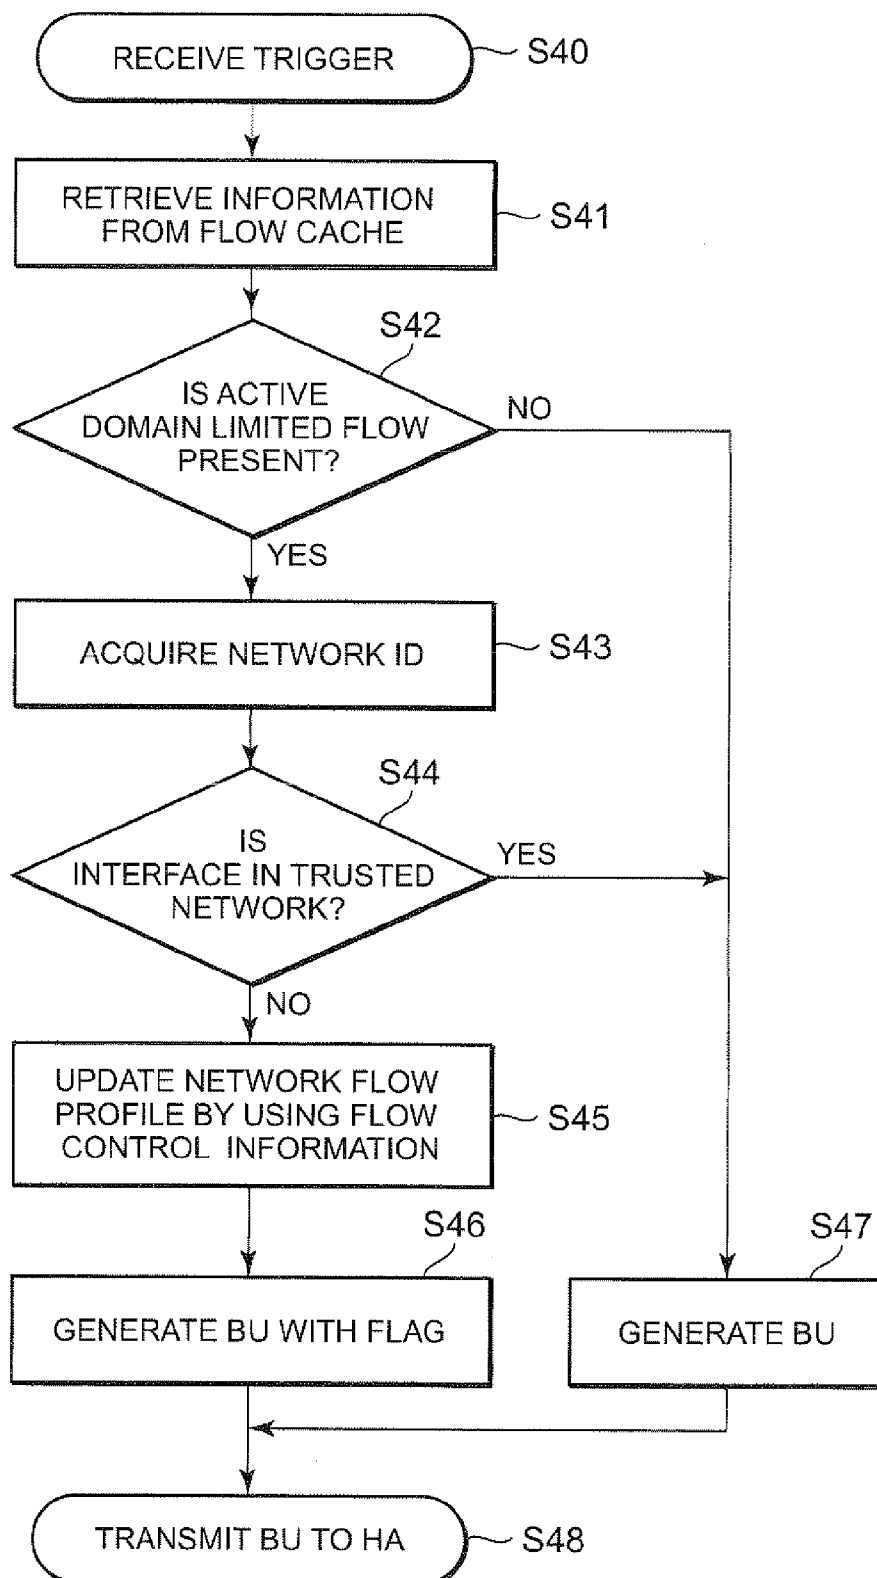 RECEIVE TRIGGER
S40
RETRIEVE INFORMATION
FROM FLOW CACHE
S41
S42
IS ACTIVE
DOMAIN LIMITED FLOW
PRESENT?
NO
YES
ACQUIRE NETWORK ID
S43
S44
IS
INTERFACE IN TRUSTED
NETWORK?
YES
NO
UPDATE NETWORK FLOW
PROFILE BY USING FLOW
CONTROL INFORMATION
S45
S46
GENERATE BU WITH FLAG
S47
GENERATE BU
TRANSMIT BU TO HA
S48